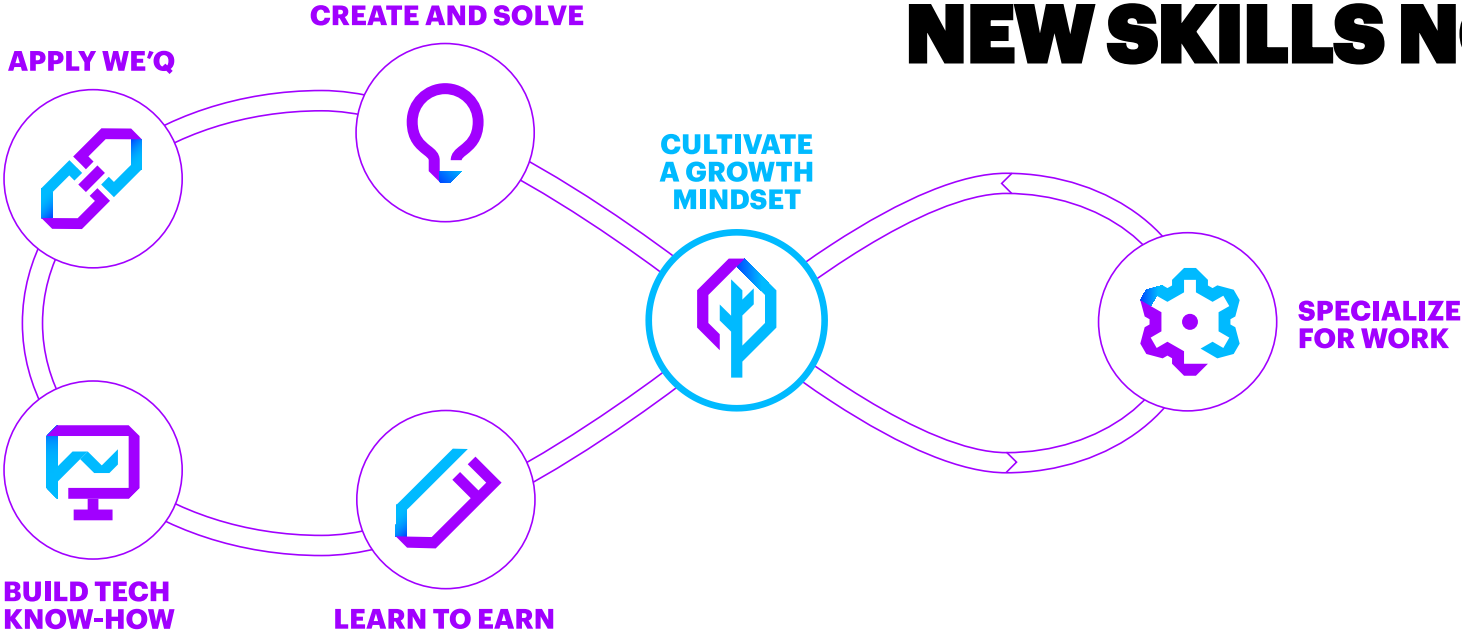 CREATE AND SOLVE
NEW SKILLS
APPLY WE'Q
CULTIVATE
A GROWTH
MINDSET
SPECIALIZE
FOR WORK
BUILD TECH
KNOW-HOW
LEARN TO EARN